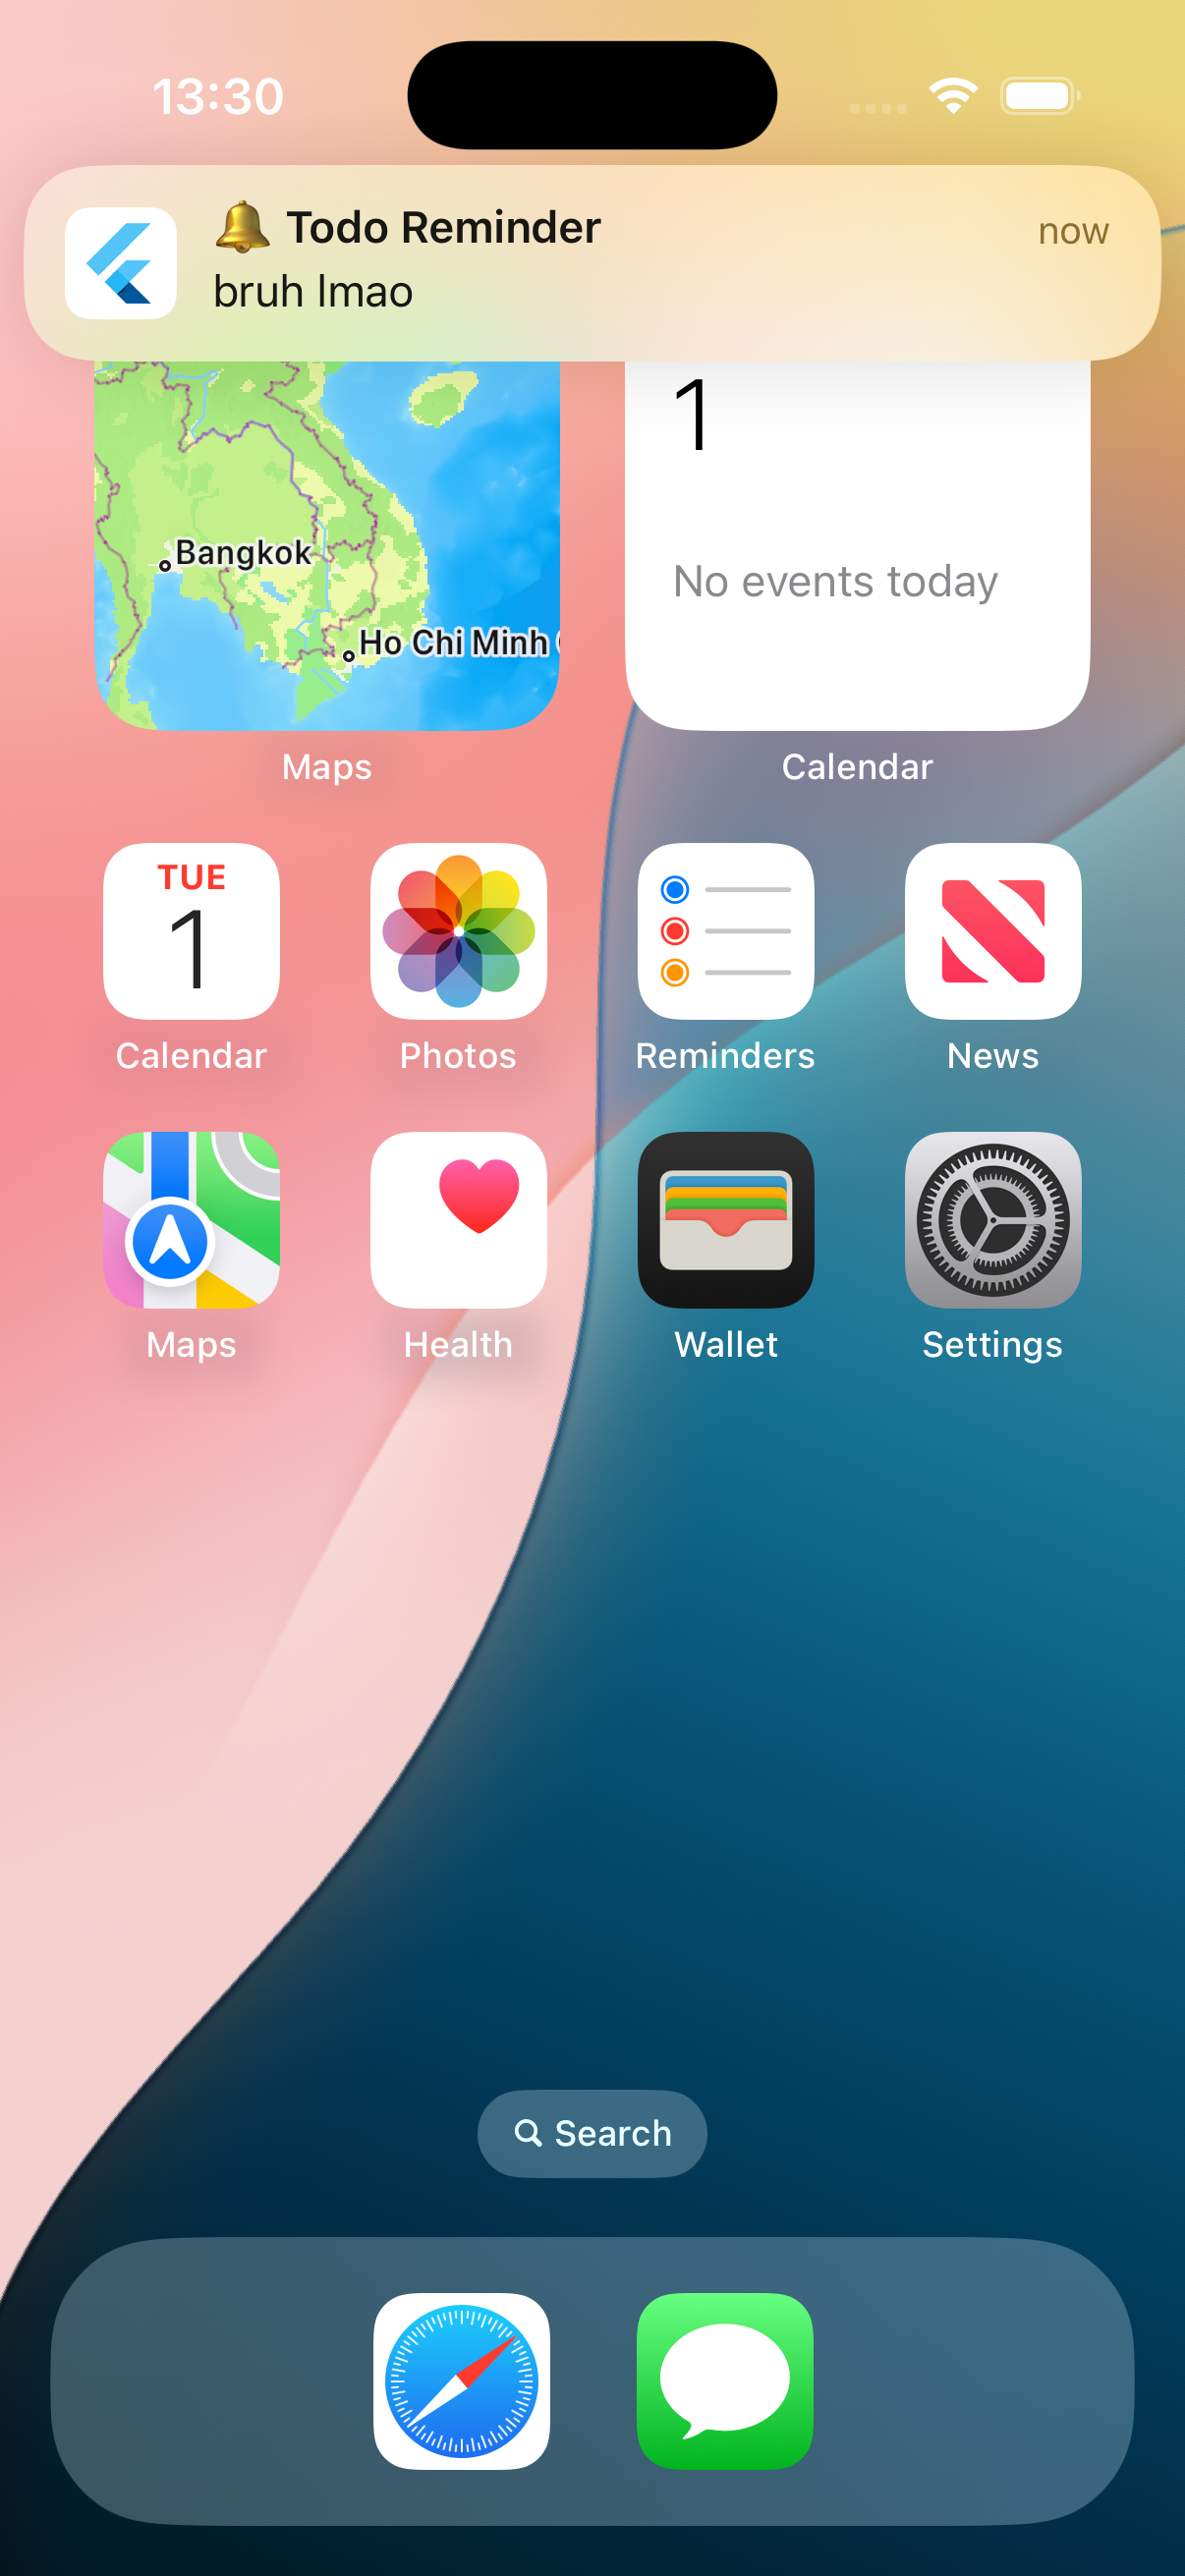 13:30
🔔 Todo Reminder
now
bruh lmao
Bangkok
Ho Chi Minh
1
No events today
Maps
Calendar
TUE
1
Calendar
Photos
Reminders
News
Maps
Health
Wallet
Settings
Search